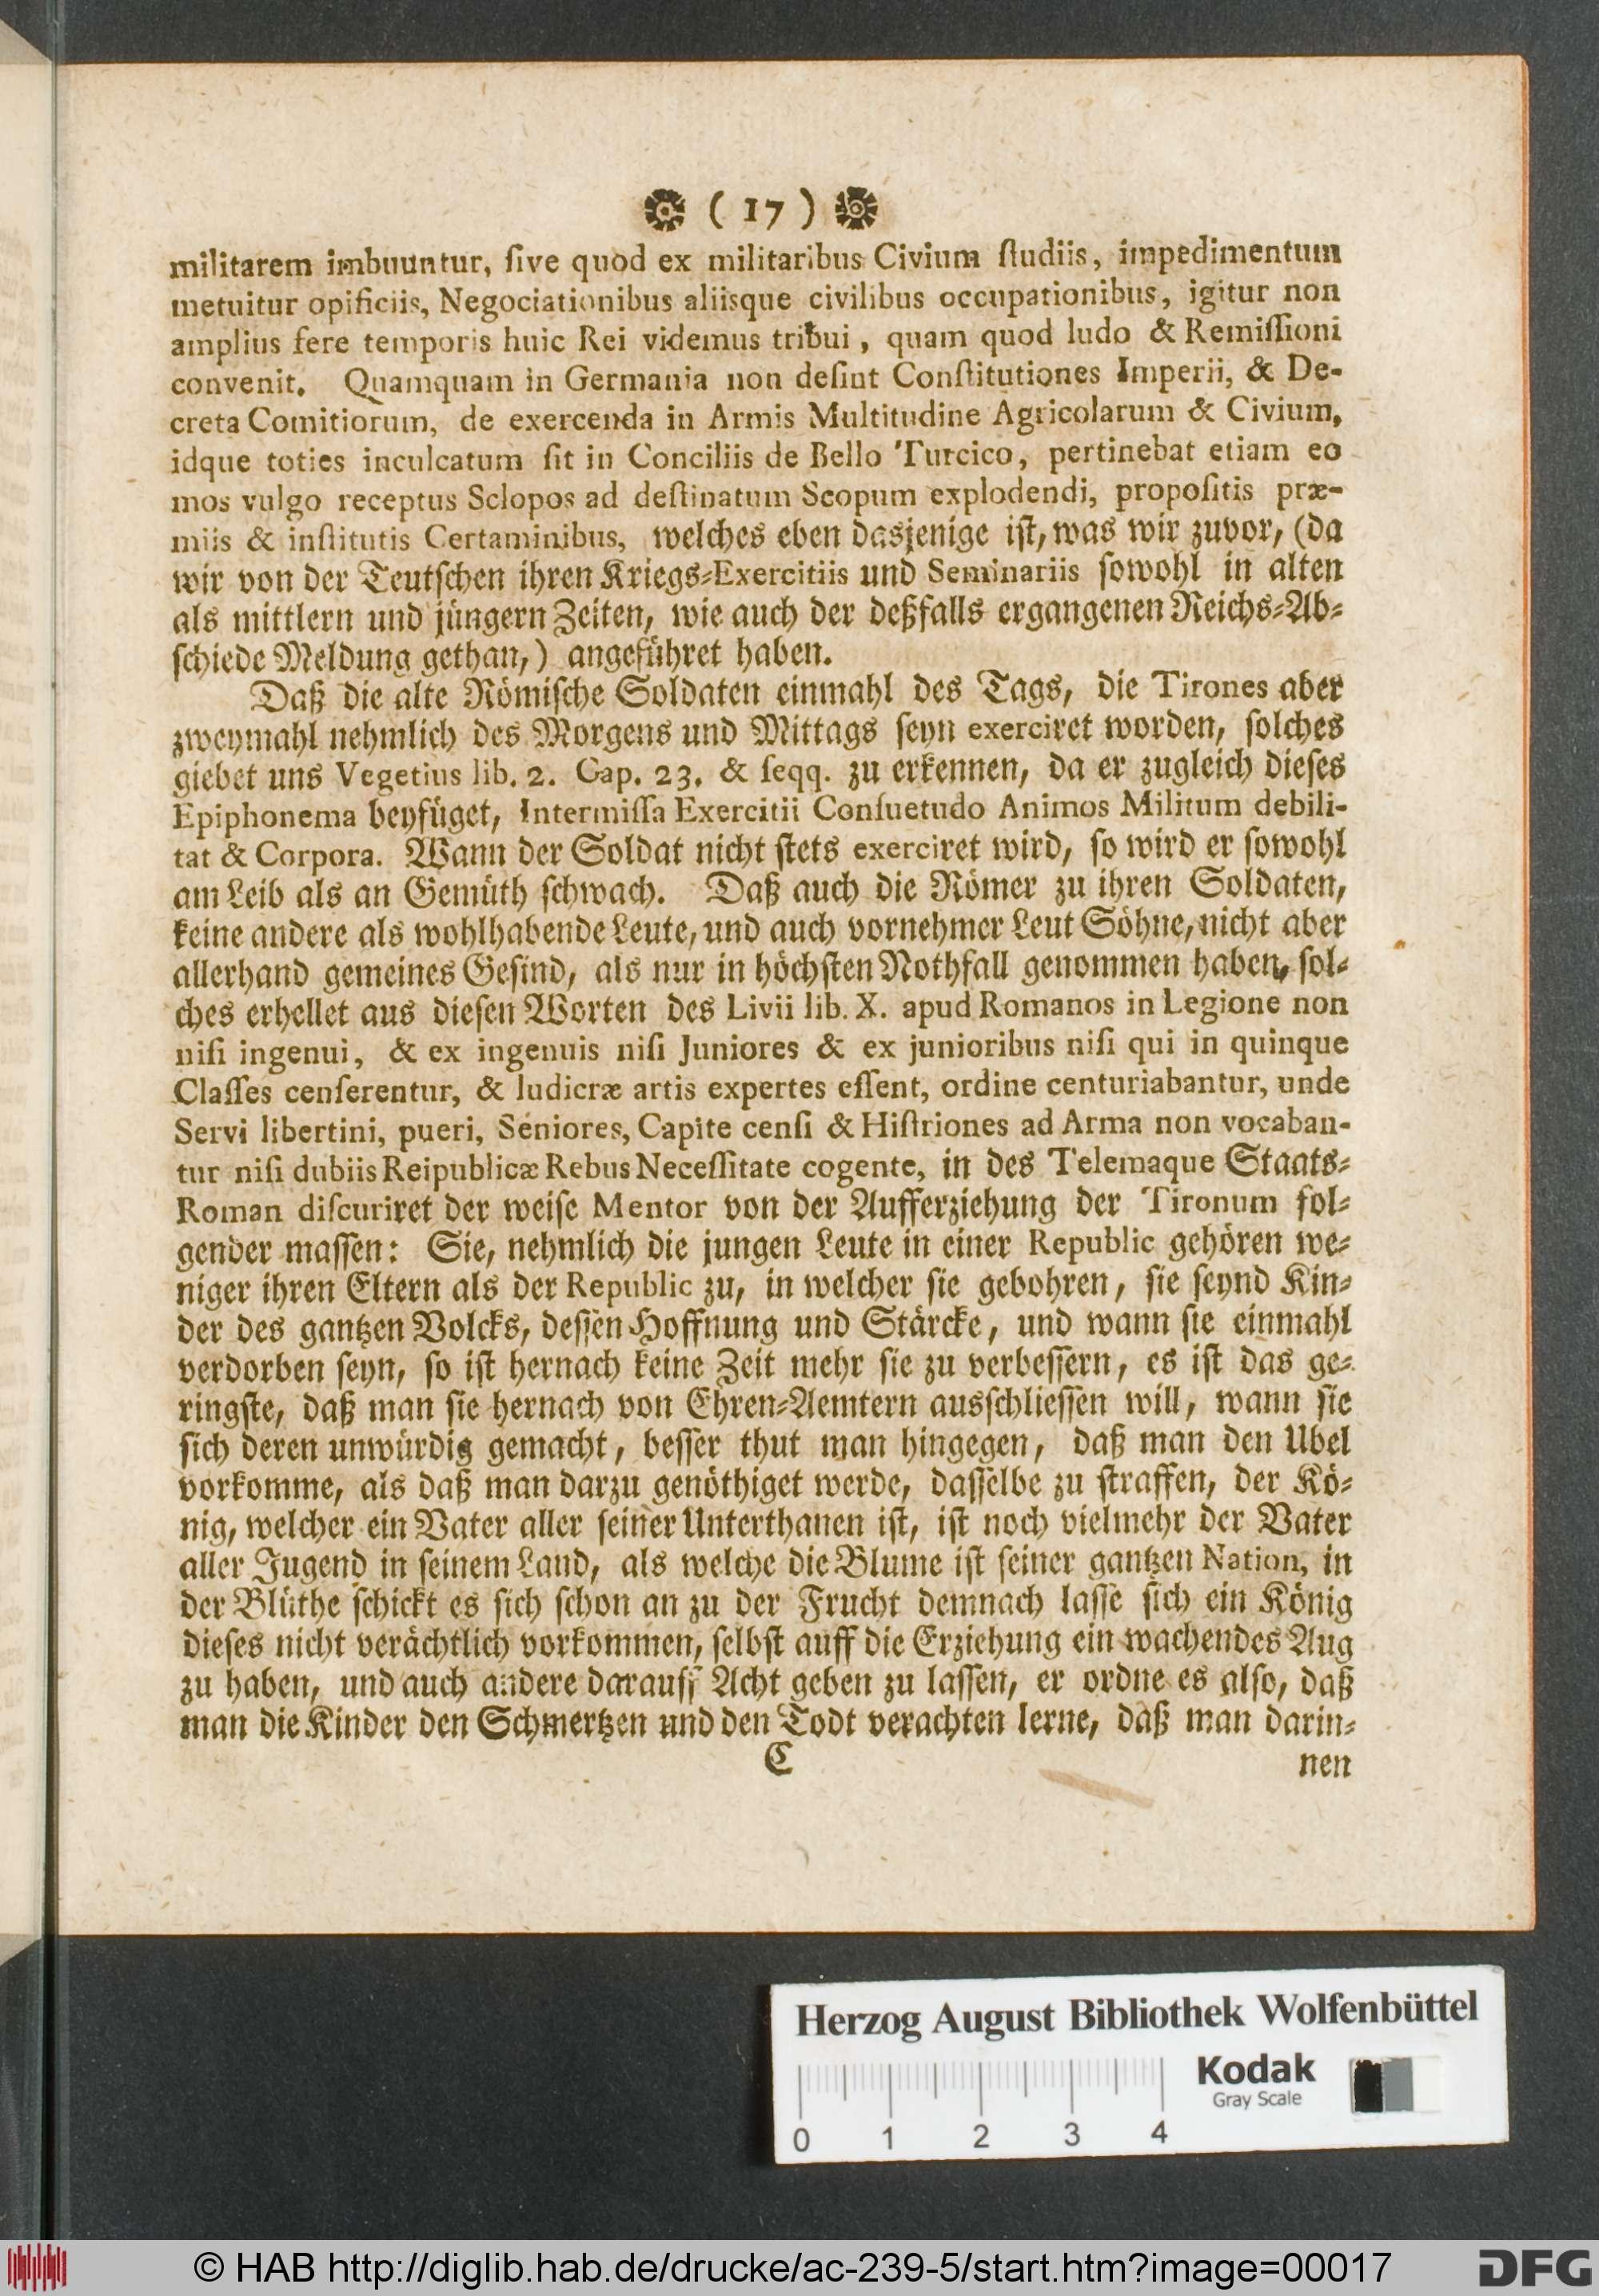 ( 17 )
militarem imbuuntur, ſive quod ex militaribus Civium ſtudiis, impedimentum
metuitur opificiis, Negociationibus aliisque civilibus occupationibus, igitur non
amplius fere temporis huic Rei videmus tribui, quam quod ludo & Remiſſioni
convenit. Quamquam in Germania non deſint Conſtitutiones Imperii, & De-
creta Comitiorum, de exercenda in Armis Multitudine Agricolarum & Civium,
idque toties inculcatum ſit in Conciliis de Bello Turcico, pertinebat etiam eo
mos vulgo receptus Sclopos ad deſtinatum Scopum explodendi, propoſitis præ-
miis & inſtitutis Certaminibus, welches eben dasjenige iſt, was wir zuvor, (da
wir von der Teutſchen ihren Kriegs-Exercitiis und Seminariis ſowohl in alten
als mittlern und jüngern Zeiten, wie auch der deßfalls ergangenen Reichs-Ab-
ſchiede Meldung gethan,) angeführet haben.
Daß die alte Römiſche Soldaten einmahl des Tags, die Tirones aber
zweymahl nehmlich des Morgens und Mittags ſeyn exerciret worden, ſolches
giebet uns Vegetius lib. 2. Cap. 23. & ſeqq. zu erkennen, da er zugleich dieſes
Epiphonema beyfüget, Intermiſſa Exercitii Conſuetudo Animos Militum debili-
tat & Corpora. Wann der Soldat nicht ſtets exerciret wird, ſo wird er ſowohl
am Leib als an Gemüth ſchwach. Daß auch die Römer zu ihren Soldaten,
keine andere als wohlhabende Leute, und auch vornehmer Leut Söhne, nicht aber
allerhand gemeines Geſind, als nur in höchſten Nothfall genommen haben, ſol-
ches erhellet aus dieſen Worten des Livii lib. X. apud Romanos in Legione non
niſi ingenui, & ex ingenuis niſi Juniores & ex junioribus niſi qui in quinque
Claſſes cenſerentur, & ludicræ artis expertes eſſent, ordine centuriabantur, unde
Servi libertini, pueri, Seniores, Capite cenſi & Hiſtriones ad Arma non vocaban-
tur niſi dubiis Reipublicæ Rebus Neceſſitate cogente, in des Telemaque Staats-
Roman diſcuriret der weiſe Mentor von der Aufferziehung der Tironum fol-
gender maſſen: Sie, nehmlich die jungen Leute in einer Republic gehören we-
niger ihren Eltern als der Republic zu, in welcher ſie gebohren, ſie ſeynd Kin-
der des gantzen Volcks, deſſen Hoffnung und Stärcke, und wann ſie einmahl
verdorben ſeyn, ſo iſt hernach keine Zeit mehr ſie zu verbeſſern, es iſt das ge-
ringſte, daß man ſie hernach von Ehren-Aemtern ausſchlieſſen will, wann ſie
ſich deren unwürdig gemacht, beſſer thut man hingegen, daß man den Ubel
vorkomme, als daß man darzu genöthiget werde, daſſelbe zu ſtraffen, der Kö-
nig, welcher ein Vater aller ſeiner Unterthanen iſt, iſt noch vielmehr der Vater
aller Jugend in ſeinem Land, als welche die Blume iſt ſeiner gantzen Nation, in
der Blüthe ſchickt es ſich ſchon an zu der Frucht demnach laſſe ſich ein König
dieſes nicht verächtlich vorkommen, ſelbſt auff die Erziehung ein wachendes Aug
zu haben, und auch andere darauff Acht geben zu laſſen, er ordne es alſo, daß
man die Kinder den Schmertzen und den Todt verachten lerne, daß man darin-
C nen
Herzog August Bibliothek Wolfenbüttel
Kodak
Gray Scale
0 1 2 3 4
© HAB http://diglib.hab.de/drucke/ac-239-5/start.htm?image=00017
DFG